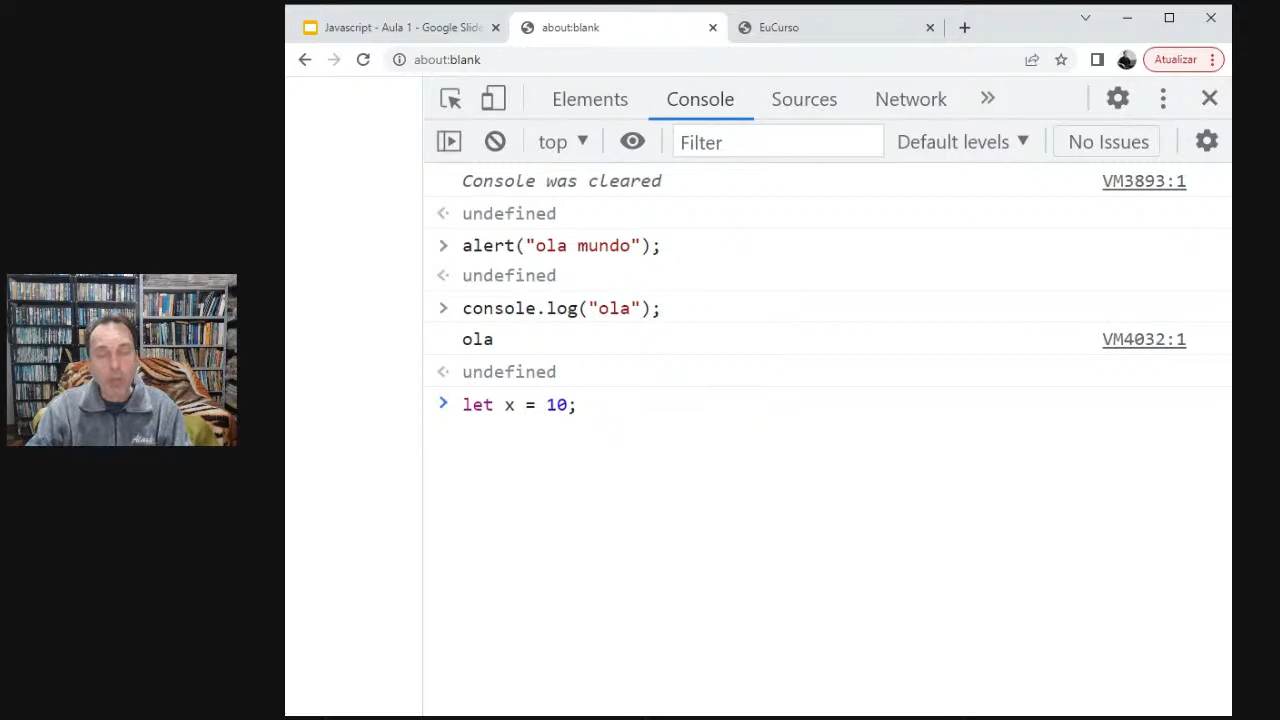 Javascript - Aula 1 - Google Slide
about:blank
EuCurso
about:blank
Atualizar
Elements
Console
Sources
Network
top
Filter
Default levels
No Issues
Console was cleared
VM3893:1
undefined
alert("ola mundo");
undefined
console.log("ola");
ola
VM4032:1
undefined
let x = 10;